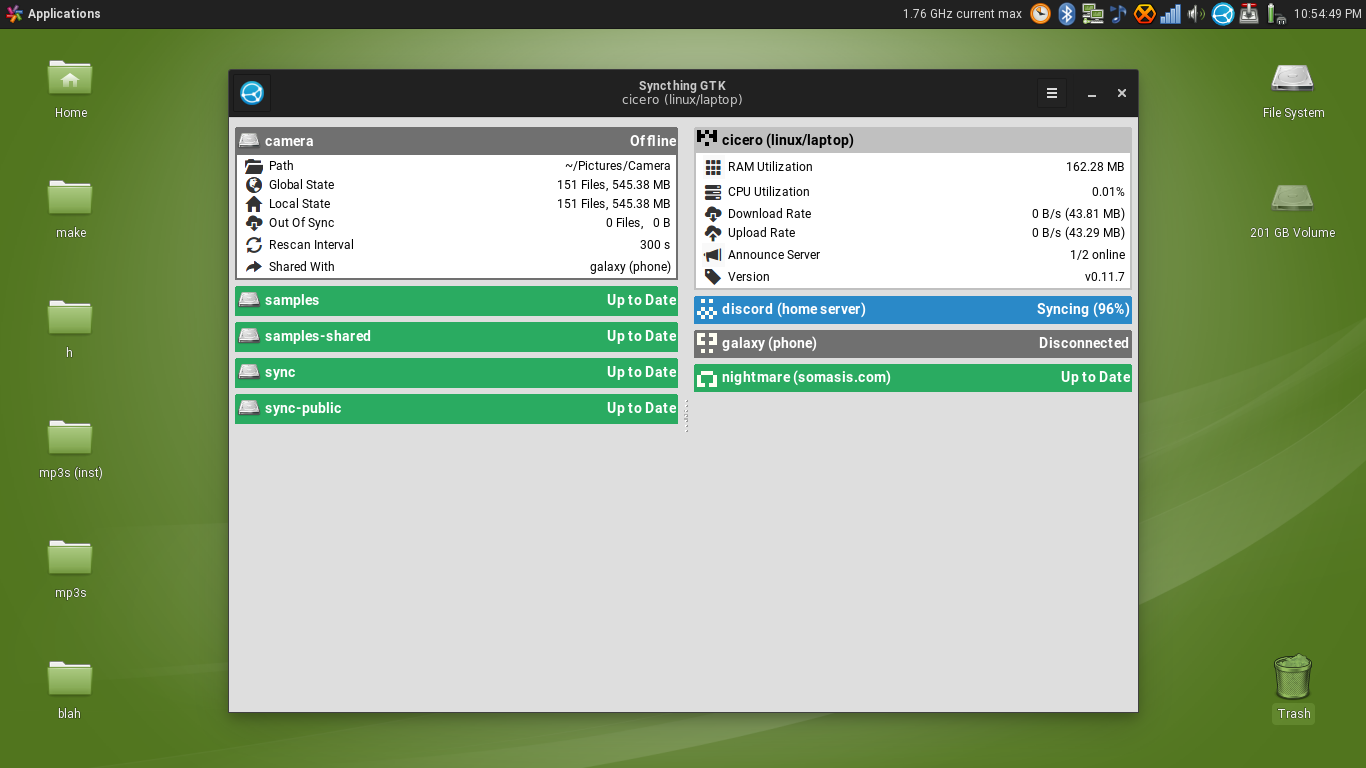 Applications
1.76 GHz current max
10:54:49 PM
Home
make
h
mp3s (inst)
mp3s
blah
File System
201 GB Volume
Trash
Syncthing GTK
cicero (linux/laptop)
camera Offline
Path ~/Pictures/Camera
Global State 151 Files, 545.38 MB
Local State 151 Files, 545.38 MB
Out Of Sync 0 Files, 0 B
Rescan Interval 300 s
Shared With galaxy (phone)
samples Up to Date
samples-shared Up to Date
sync Up to Date
sync-public Up to Date
cicero (linux/laptop)
RAM Utilization 162.28 MB
CPU Utilization 0.01%
Download Rate 0 B/s (43.81 MB)
Upload Rate 0 B/s (43.29 MB)
Announce Server 1/2 online
Version v0.11.7
discord (home server) Syncing (96%)
galaxy (phone) Disconnected
nightmare (somasis.com) Up to Date